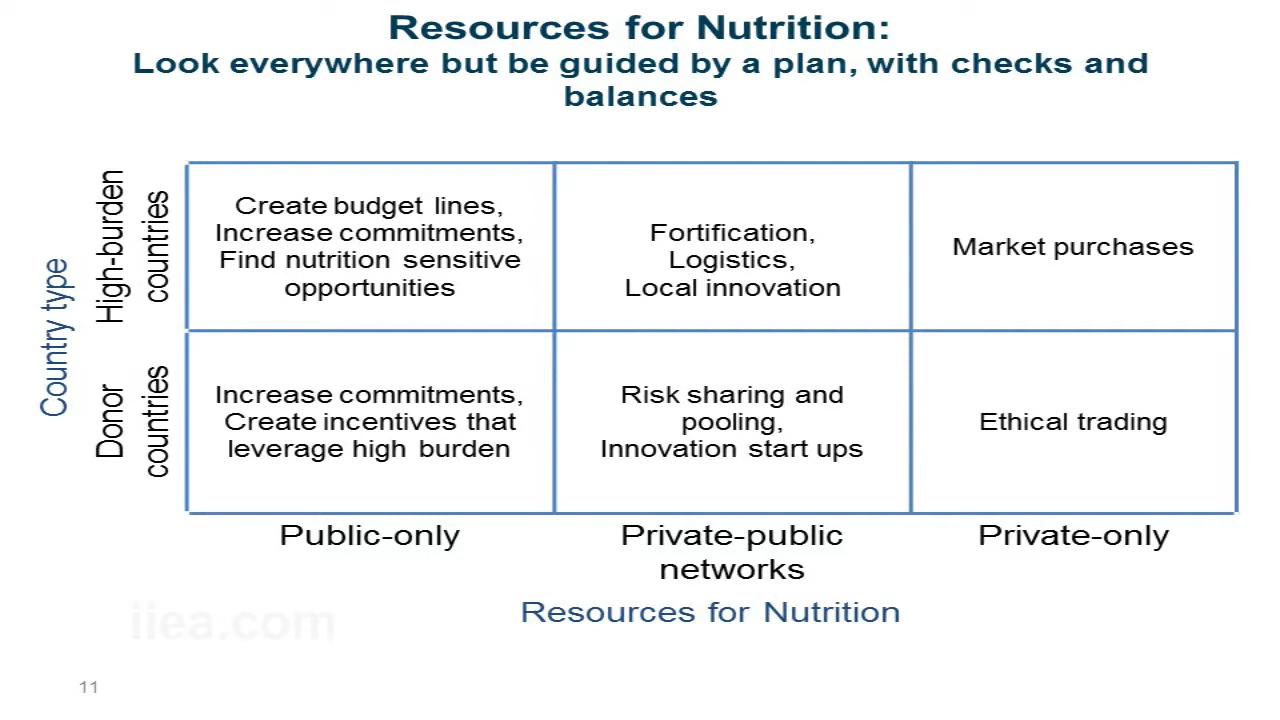 Resources for Nutrition:
Look everywhere but be guided by a plan, with checks and
balances
Country type
High-burden
countries
Create budget lines,
Increase commitments,
Find nutrition sensitive
opportunities
Fortification,
Logistics,
Local innovation
Market purchases
Donor
countries
Increase commitments,
Create incentives that
leverage high burden
Risk sharing and
pooling,
Innovation start ups
Ethical trading
Public-only
Private-public
networks
Private-only
Resources for Nutrition
iiea.com
11